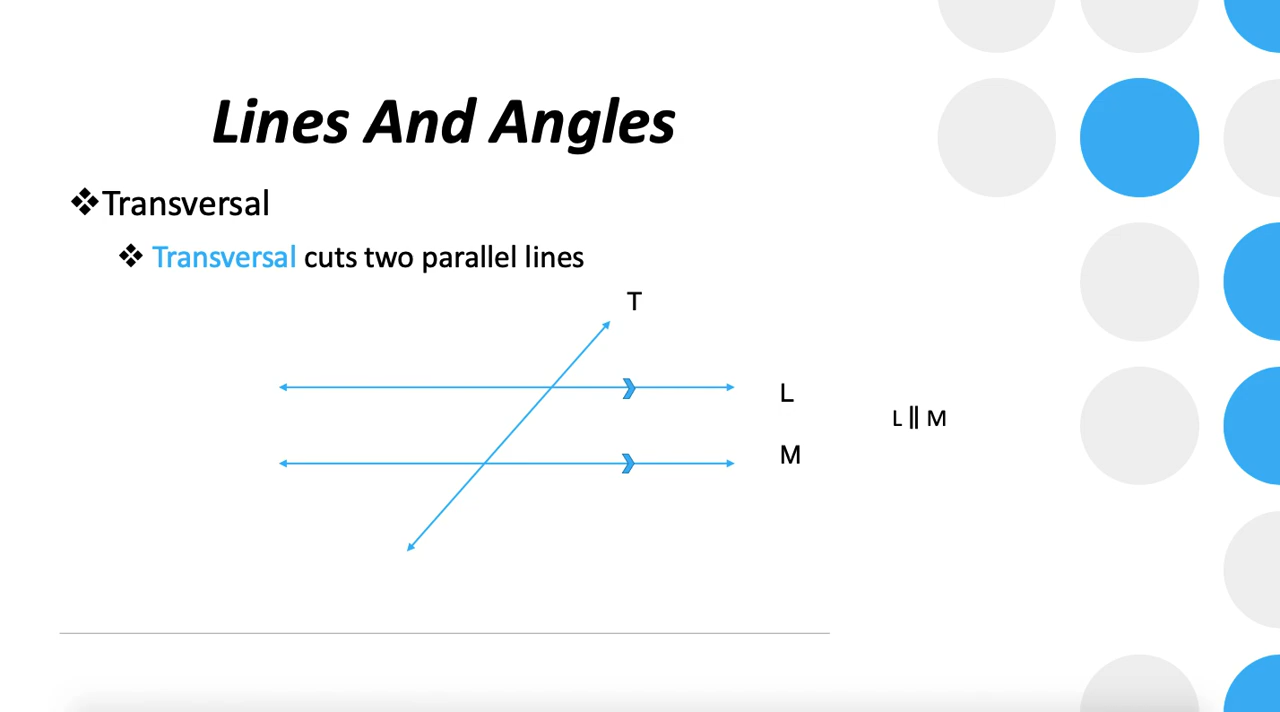 Lines And Angles
❖Transversal
❖ Transversal cuts two parallel lines
T
L
L ∥ M
M